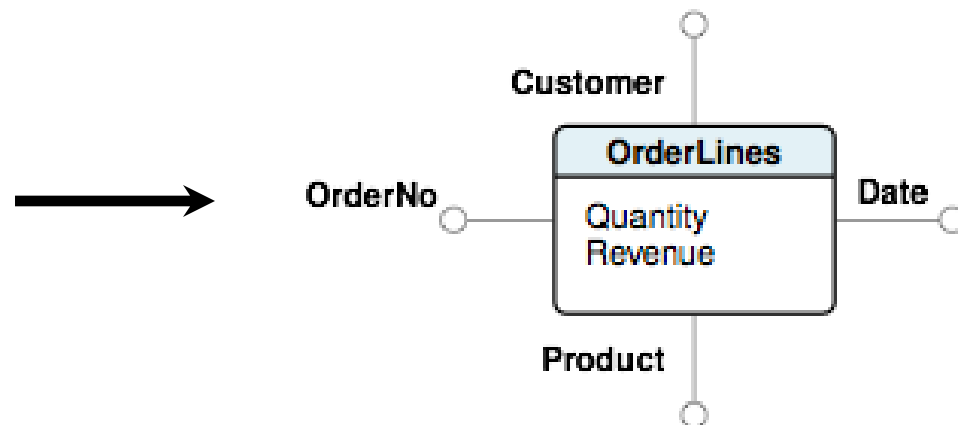 Customer
OrderLines
OrderNo
Date
Quantity
Revenue
Product